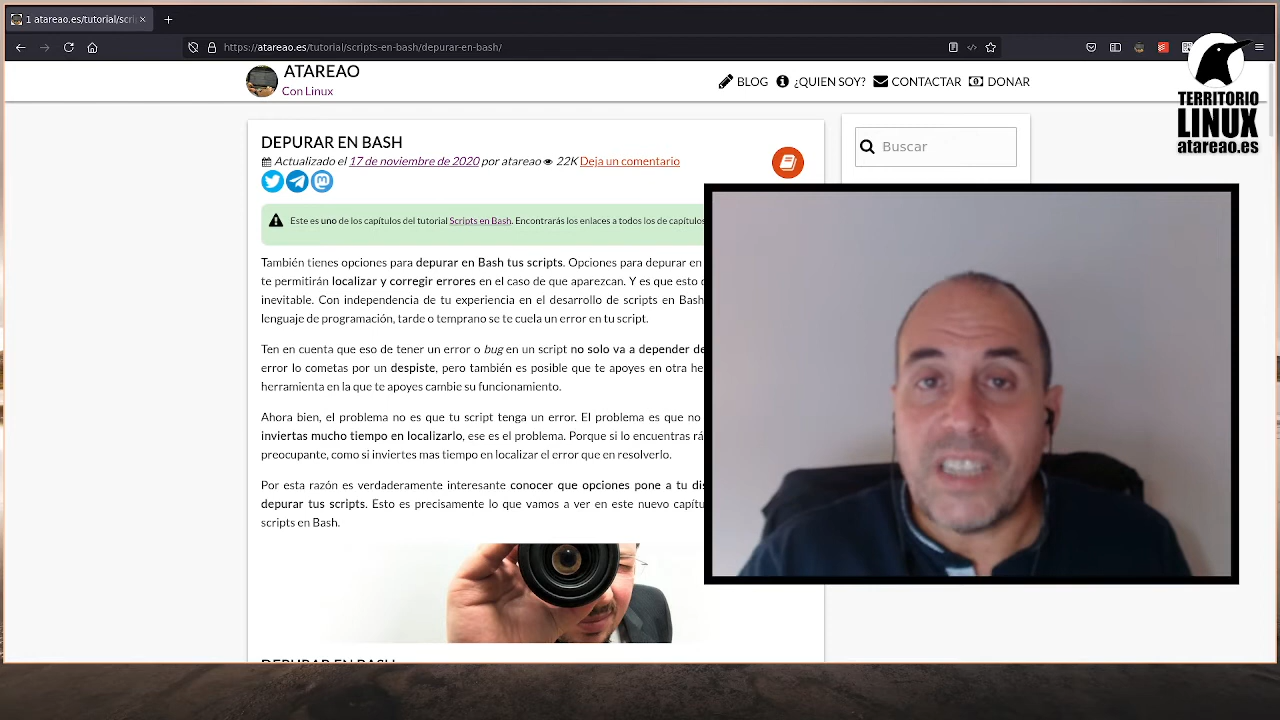 1 atareao.es/tutorial/scri
https://atareao.es/tutorial/scripts-en-bash/depurar-en-bash/
ATAREAO
Con Linux
BLOG
¿QUIEN SOY?
CONTACTAR
DONAR
TERRITORIO
LINUX
atareao.es
DEPURAR EN BASH
Actualizado el 17 de noviembre de 2020 por atareao 22K Deja un comentario
Buscar
Este es uno de los capítulos del tutorial Scripts en Bash. Encontrarás los enlaces a todos los de capítulos
También tienes opciones para depurar en Bash tus scripts. Opciones para depurar en
te permitirán localizar y corregir errores en el caso de que aparezcan. Y es que esto
inevitable. Con independencia de tu experiencia en el desarrollo de scripts en Bash
lenguaje de programación, tarde o temprano se te cuela un error en tu script.
Ten en cuenta que eso de tener un error o bug en un script no solo va a depender de
error lo cometas por un despiste, pero también es posible que te apoyes en otra he
herramienta en la que te apoyes cambie su funcionamiento.
Ahora bien, el problema no es que tu script tenga un error. El problema es que no
inviertas mucho tiempo en localizarlo, ese es el problema. Porque si lo encuentras rá
preocupante, como si inviertes mas tiempo en localizar el error que en resolverlo.
Por esta razón es verdaderamente interesante conocer que opciones pone a tu dis
depurar tus scripts. Esto es precisamente lo que vamos a ver en este nuevo capítu
scripts en Bash.
DEPURAR EN BASH